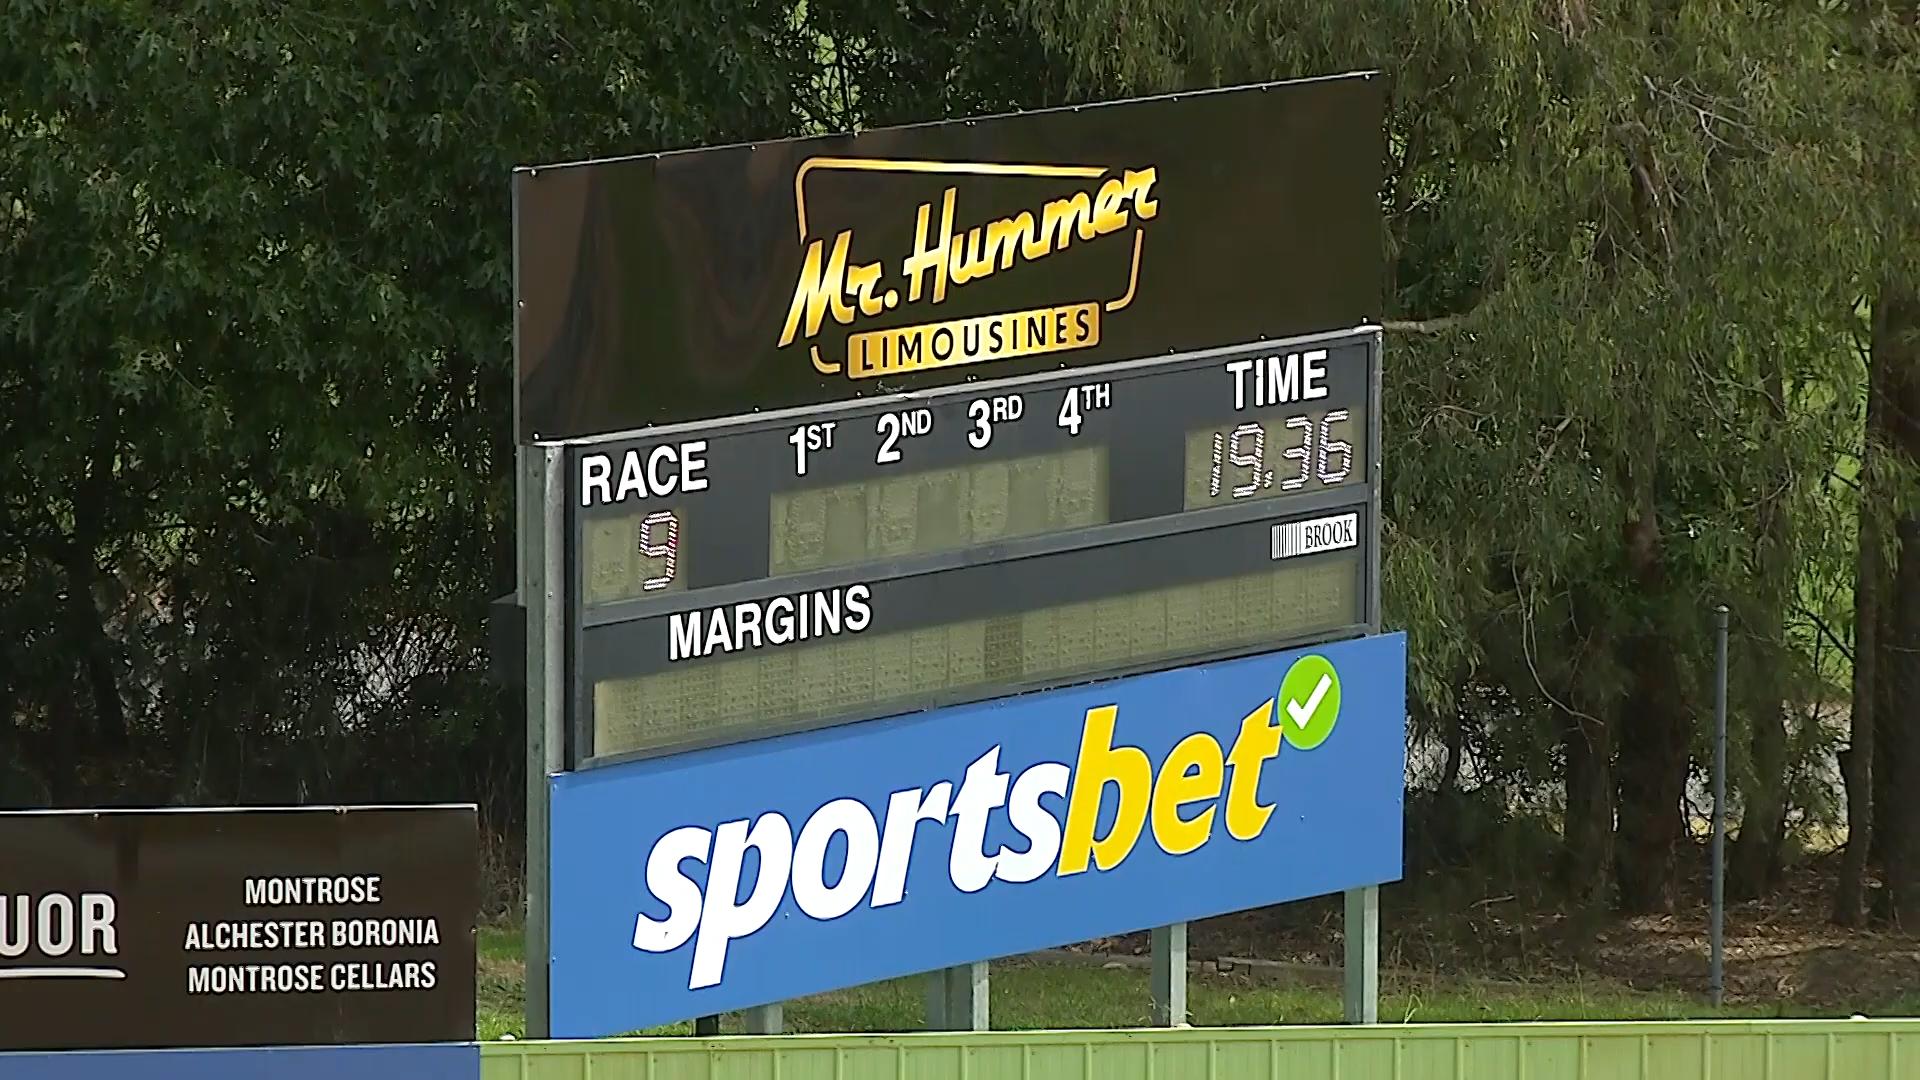 Mr. Hummer
LIMOUSINES
RACE 1ST 2ND 3RD 4TH TIME
9 19.36
BROOK
MARGINS
sportsbet
UOR
MONTROSE
ALCHESTER BORONIA
MONTROSE CELLARS